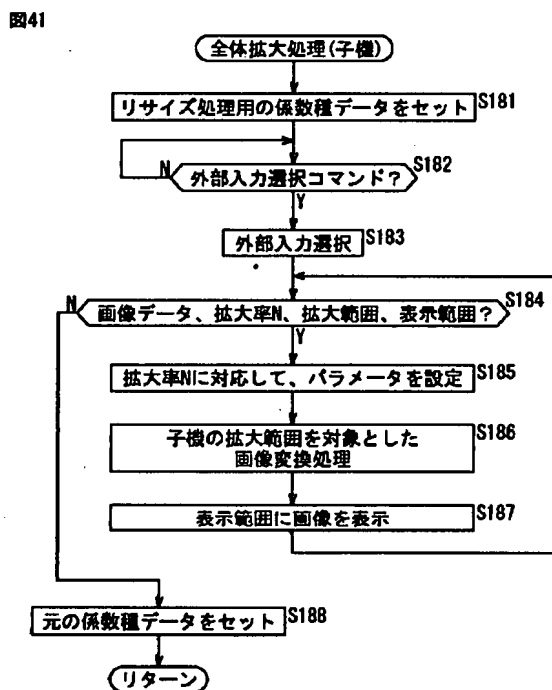 図41
全体拡大処理(子機)
リサイズ処理用の係数種データをセット S181
外部入力選択コマンド? S182
N
Y
外部入力選択 S183
画像データ、拡大率N、拡大範囲、表示範囲? S184
N
Y
拡大率Nに対応して、パラメータを設定 S185
子機の拡大範囲を対象とした S186
画像変換処理
表示範囲に画像を表示 S187
元の係数種データをセット S188
リターン